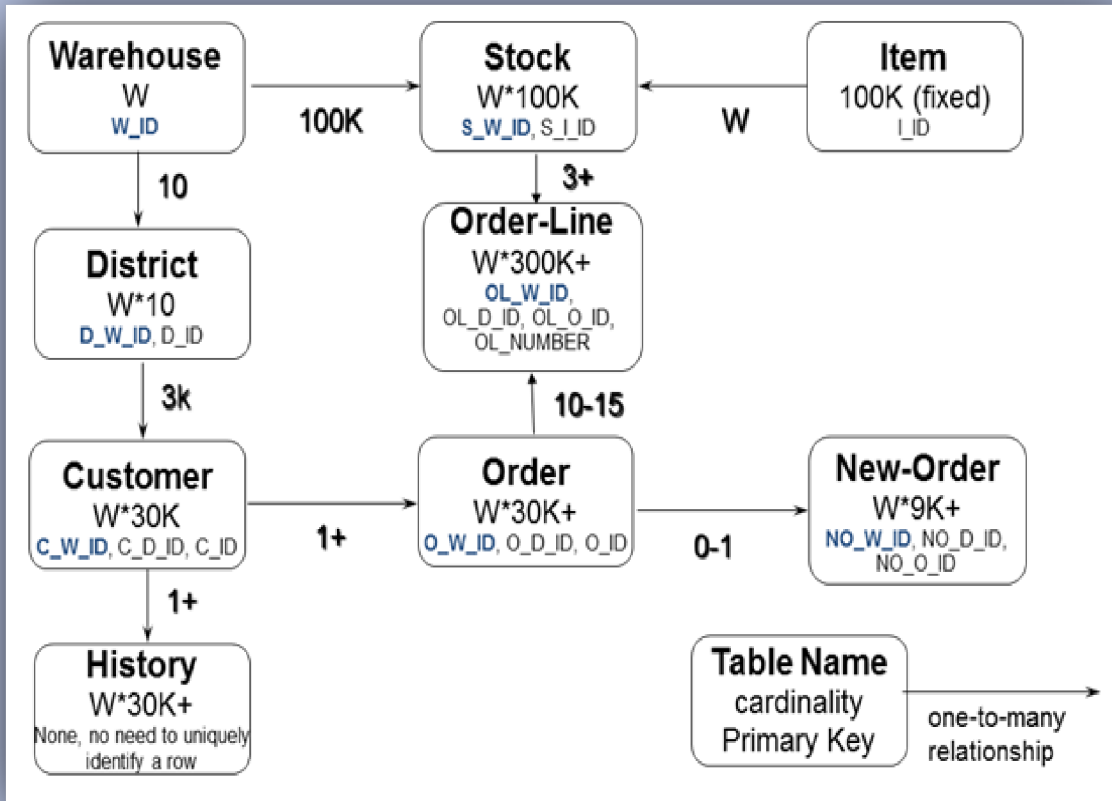 Warehouse
W
W_ID
100K
Stock
W*100K
S_W_ID, S_I_ID
W
Item
100K (fixed)
I_ID
10
3+
District
W*10
D_W_ID, D_ID
Order-Line
W*300K+
OL_W_ID,
OL_D_ID, OL_O_ID,
OL_NUMBER
3k
10-15
Customer
W*30K
C_W_ID, C_D_ID, C_ID
1+
Order
W*30K+
O_W_ID, O_D_ID, O_ID
0-1
New-Order
W*9K+
NO_W_ID, NO_D_ID,
NO_O_ID
1+
History
W*30K+
None, no need to uniquely
identify a row
Table Name
cardinality
Primary Key
one-to-many
relationship